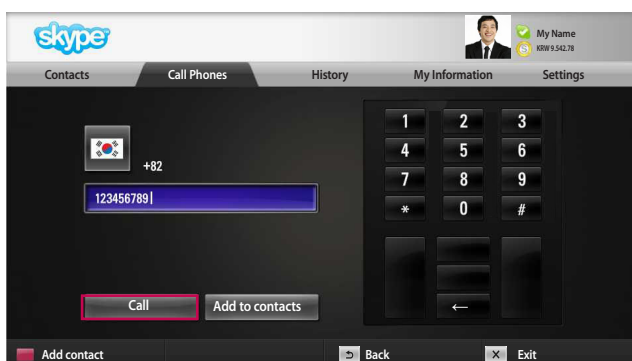 skype
My Name
KRW 9.542.78
Contacts Call Phones History My Information Settings
+82
123456789
1 2 3
4 5 6
7 8 9
* 0 #
←
Call Add to contacts
Add contact Back X Exit